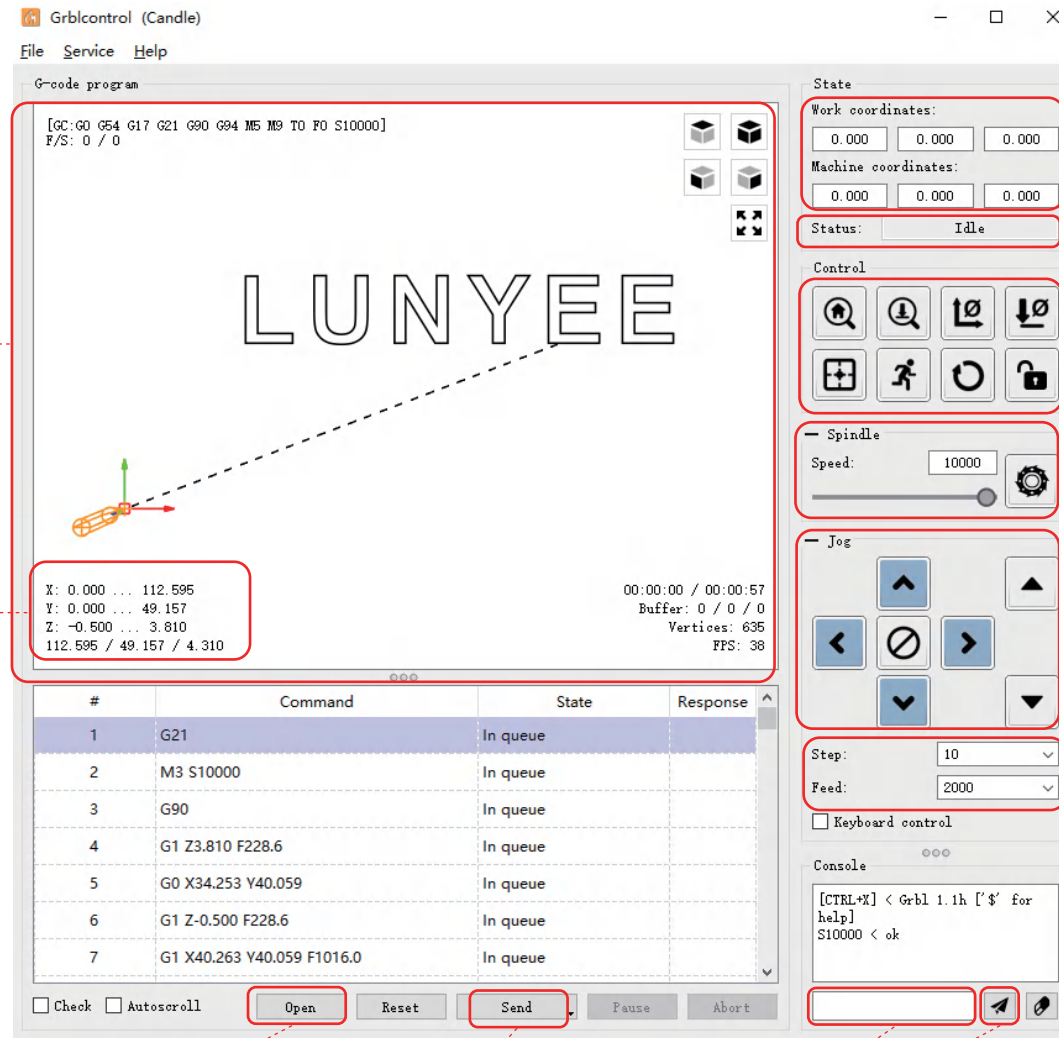 Grblcontrol (Candle)
File Service Help
G-code program
[GC:G0 G54 G17 G21 G90 G94 M5 M9 T0 F0 S10000]
F/S: 0 / 0
LUNYEE
X: 0.000 ... 112.595
Y: 0.000 ... 49.157
Z: -0.500 ... 3.810
112.595 / 49.157 / 4.310
00:00:00 / 00:00:57
Buffer: 0 / 0 / 0
Vertices: 635
FPS: 38
# Command State Response
1 G21 In queue
2 M3 S10000 In queue
3 G90 In queue
4 G1 Z3.810 F228.6 In queue
5 G0 X34.253 Y40.059 In queue
6 G1 Z-0.500 F228.6 In queue
7 G1 X40.263 Y40.059 F1016.0 In queue
Check Autoscroll Open Reset Send Pause Abort
State
Work coordinates:
0.000 0.000 0.000
Machine coordinates:
0.000 0.000 0.000
Status: Idle
Control
Spindle
Speed: 10000
Jog
Step: 10
Feed: 2000
Keyboard control
Console
[CTRL+X] < Grbl 1.1h ['$' for
help]
S10000 < ok